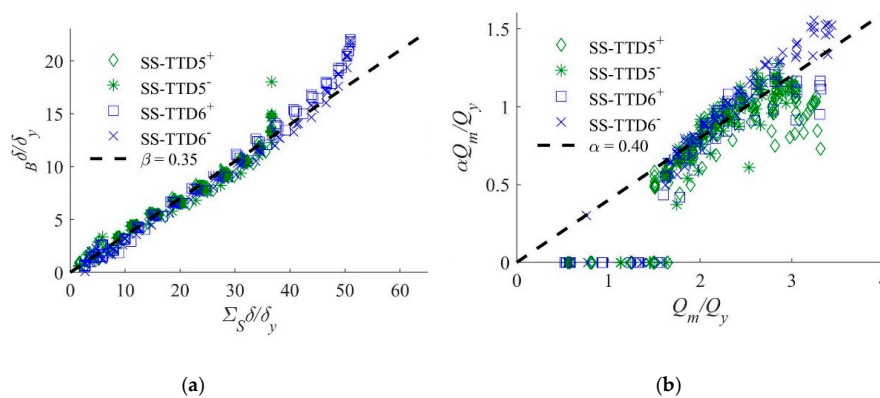 20
15
10
5
0
Bδ/δy
SS-TTD5+
SS-TTD5-
SS-TTD6+
SS-TTD6-
β = 0.35
0 10 20 30 40 50 60
ΣSδ/δy
(a)
1.5
1
0.5
0
αQm/Qy
SS-TTD5+
SS-TTD5-
SS-TTD6+
SS-TTD6-
α = 0.40
0 1 2 3 4
Qm/Qy
(b)